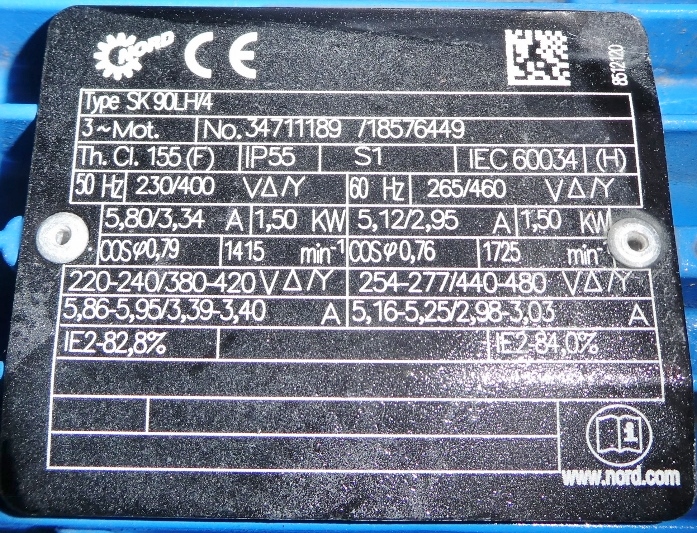 NORD CE
8512120
Type SK 90LH/4
3~Mot. No. 34711189 /18576449
Th. Cl. 155 (F) IP55 S1 IEC 60034 (H)
50 Hz 230/400 V Δ/Y 60 Hz 265/460 V Δ/Y
5,80/3,34 A 1,50 KW 5,12/2,95 A 1,50 KW
COSφ0,79 1415 min-1 COSφ0,76 1725 min-1
220-240/380-420 V Δ/Y 254-277/440-480 V Δ/Y
5,86-5,95/3,39-3,40 A 5,16-5,25/2,98-3,03 A
IE2-82,8% IE2-84,0%
www.nord.com